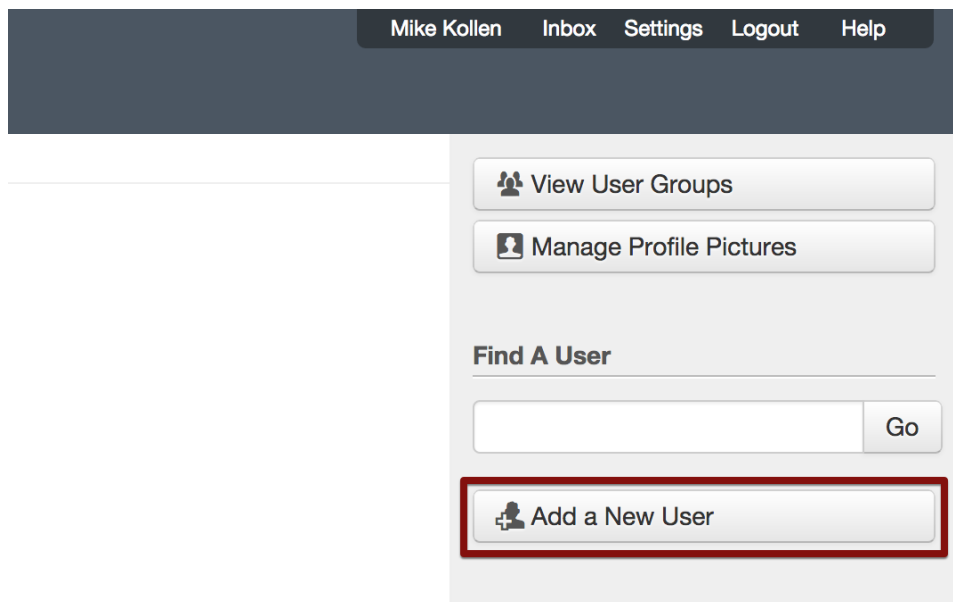 Mike Kollen Inbox Settings Logout Help
View User Groups
Manage Profile Pictures
Find A User
Go
Add a New User